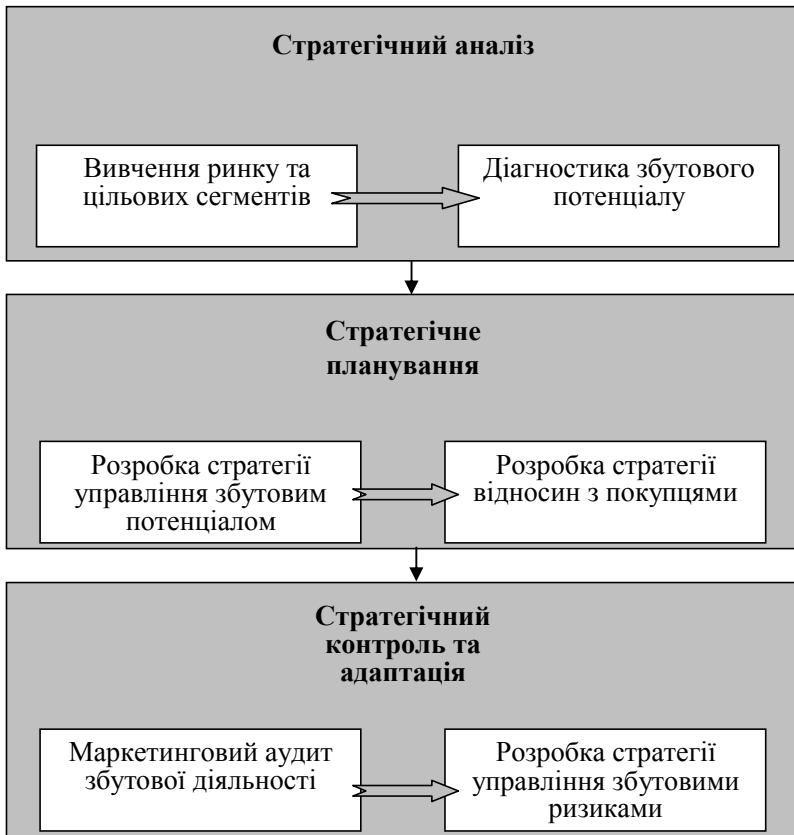 Стратегічний аналіз
Вивчення ринку та
цільових сегментів
Діагностика збутового
потенціалу
Стратегічне
планування
Розробка стратегії
управління збутовим
потенціалом
Розробка стратегії
відносин з покупцями
Стратегічний
контроль та
адаптація
Маркетинговий аудит
збутової діяльності
Розробка стратегії
управління збутовими
ризиками